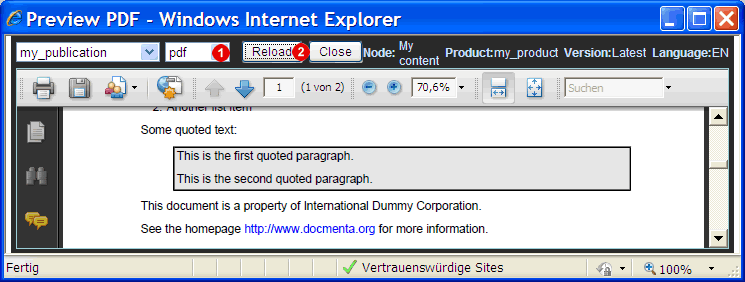 Preview PDF - Windows Internet Explorer
my_publication pdf 1 Reload 2 Close Node: My content Product:my_product Version:Latest Language:EN
1 (1 von 2) 70,6% Suchen
2. Another list item
Some quoted text:
This is the first quoted paragraph.
This is the second quoted paragraph.
This document is a property of International Dummy Corporation.
See the homepage http://www.docmenta.org for more information.
Fertig Vertrauenswürdige Sites 100%